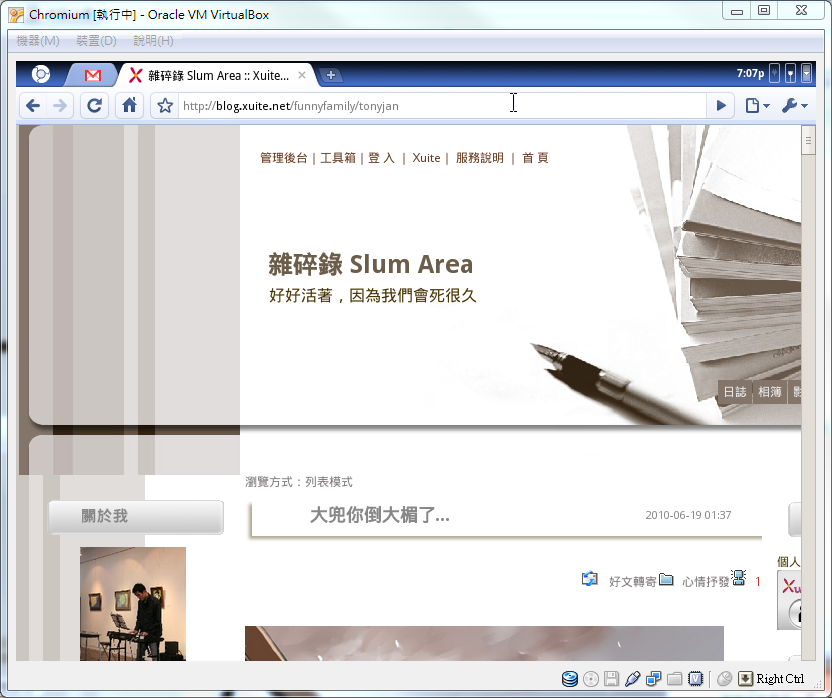 Chromium [執行中] - Oracle VM VirtualBox
機器(M) 裝置(D) 說明(H)
雜碎錄 Slum Area :: Xuite... 7:07p
http://blog.xuite.net/funnyfamily/tonyjan
管理後台 | 工具箱 | 登 入 | Xuite | 服務說明 | 首 頁
雜碎錄 Slum Area
好好活著，因為我們會死很久
日誌 相簿 影
瀏覽方式：列表模式
關於我
大兜你倒大楣了... 2010-06-19 01:37
個人
好文轉寄 心情抒發 1
Xu
Right Ctrl